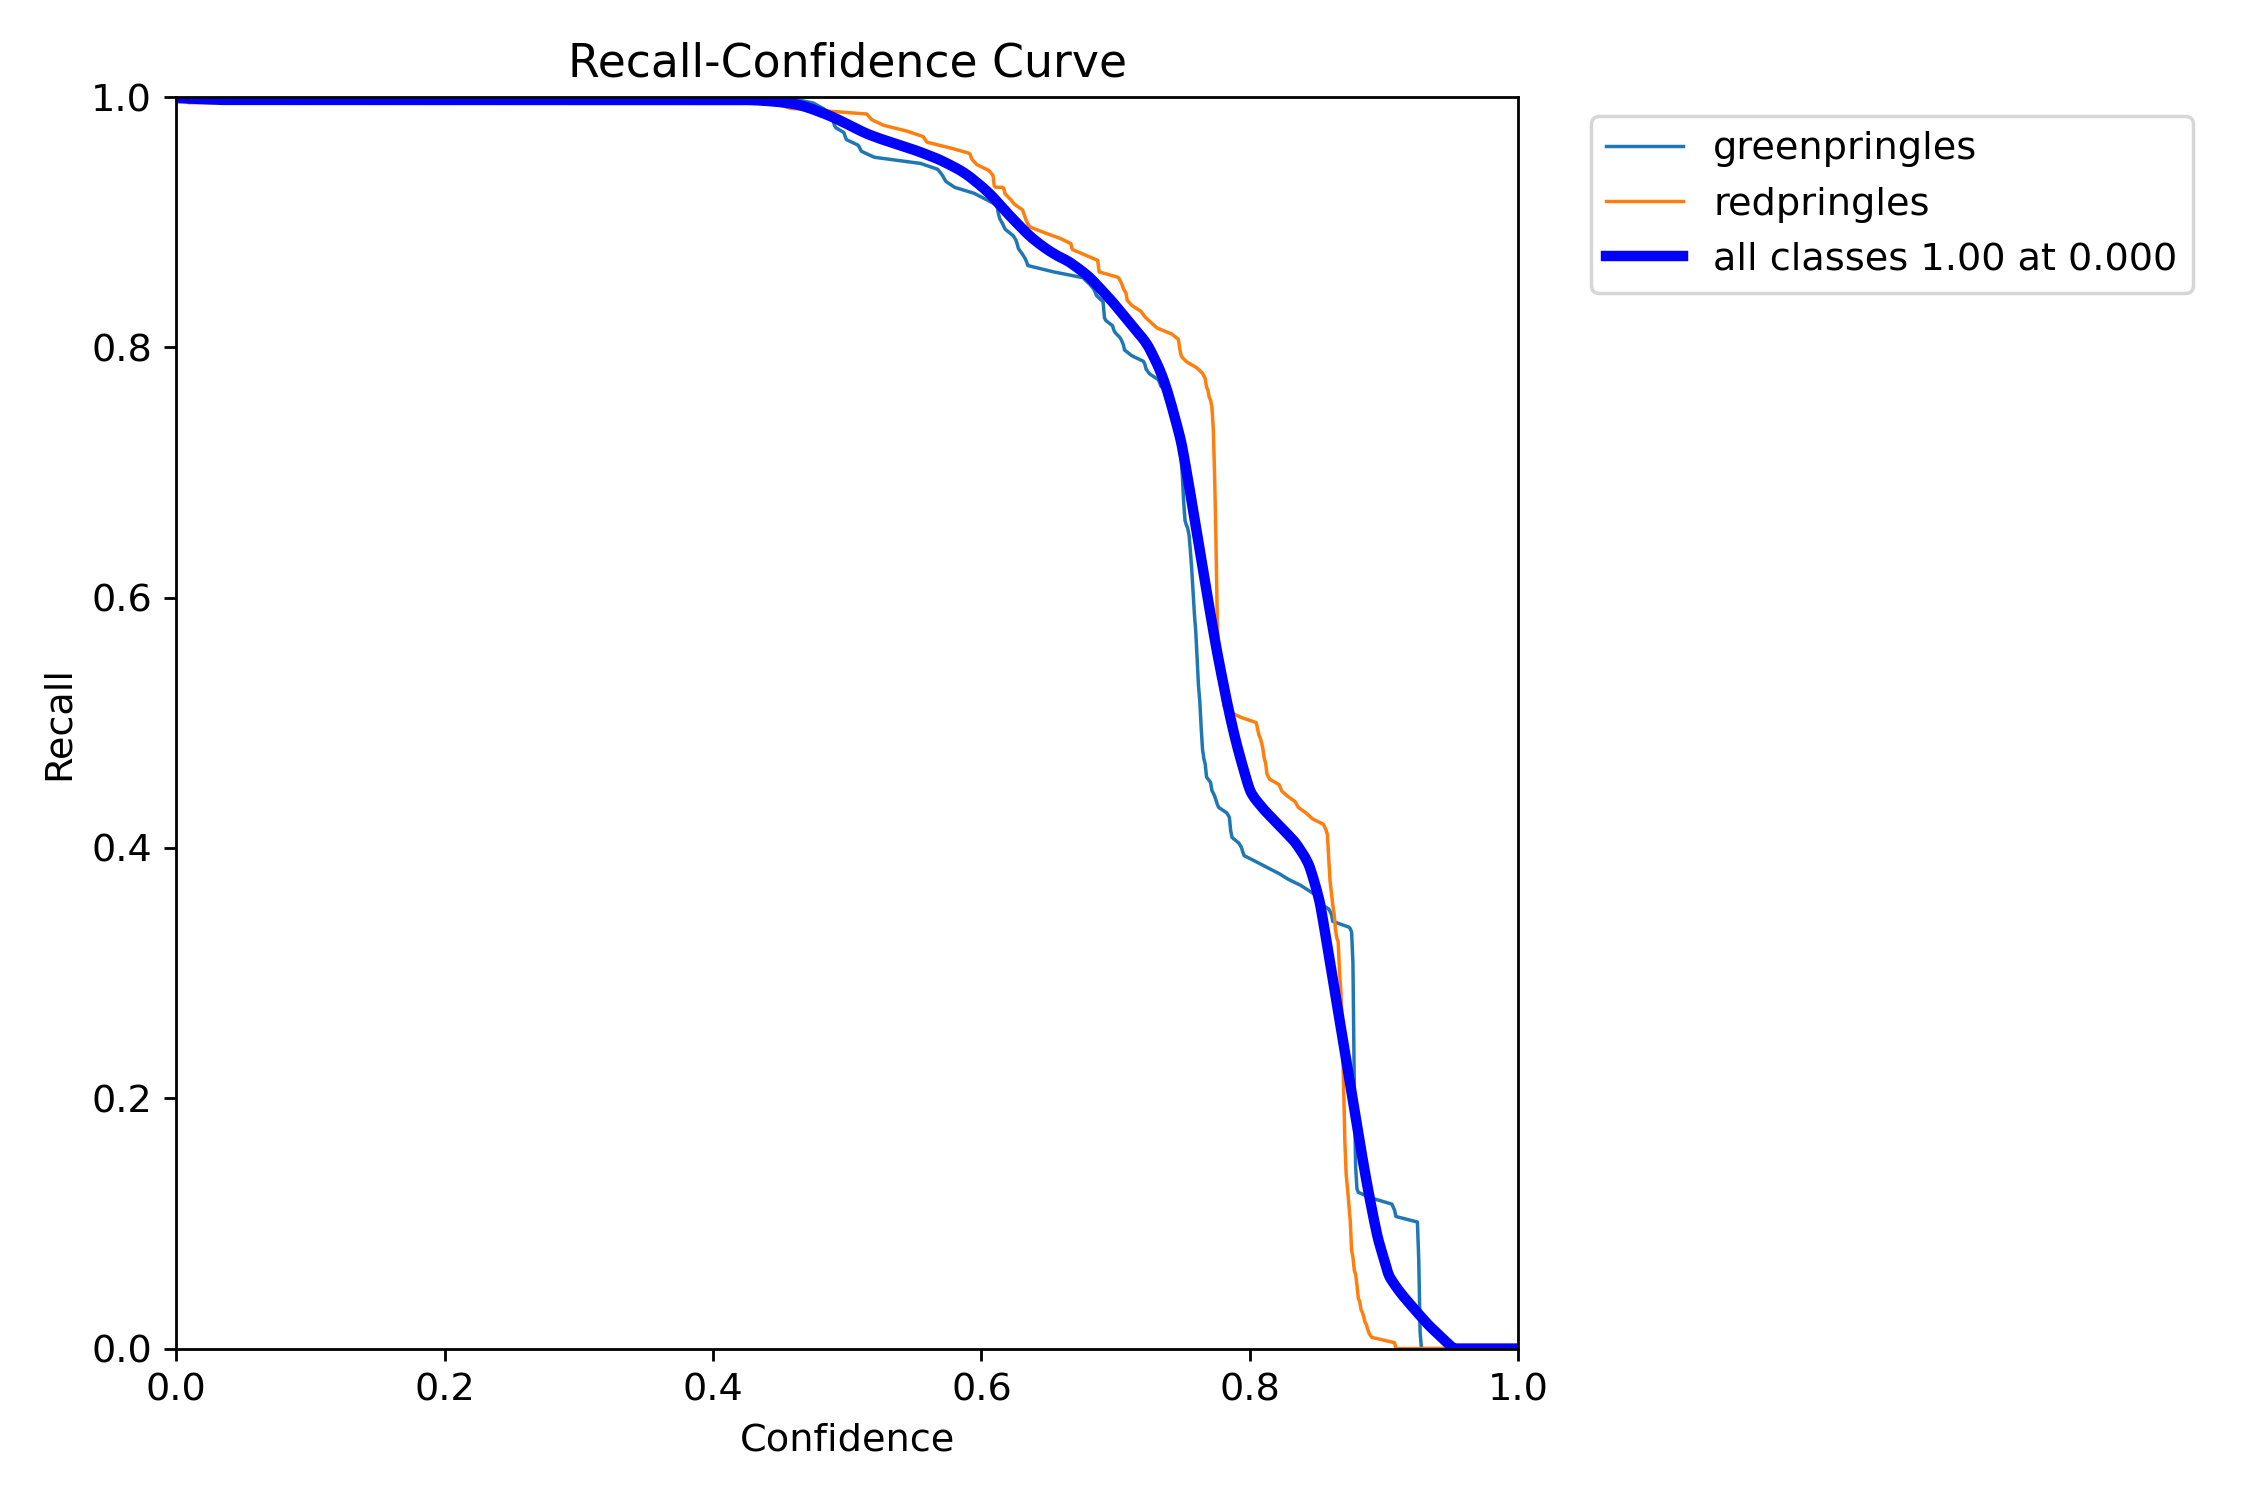 Recall-Confidence Curve
1.0
0.8
0.6
0.4
0.2
0.0
Recall
0.0 0.2 0.4 0.6 0.8 1.0
Confidence
greenpringles
redpringles
all classes 1.00 at 0.000